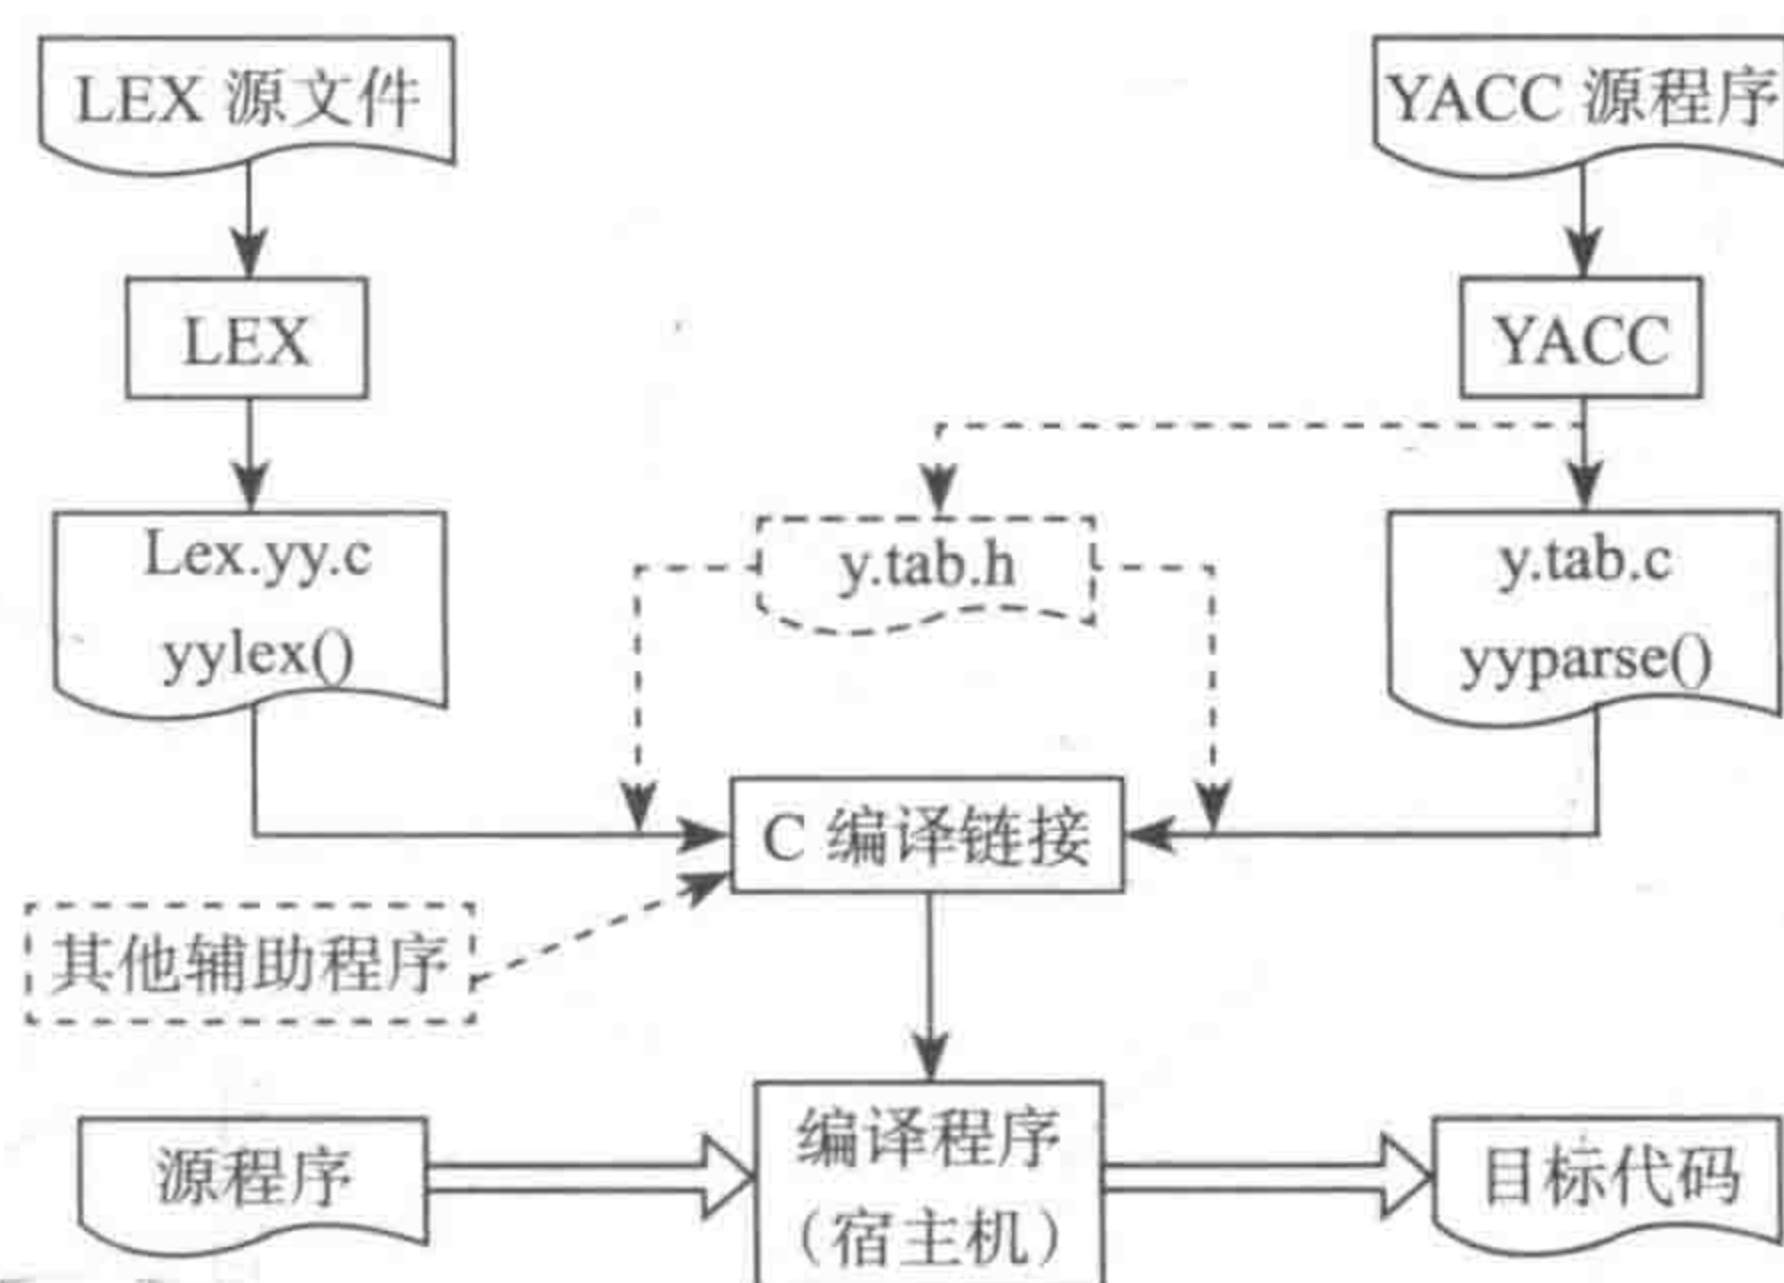 LEX 源文件
YACC 源程序
LEX
YACC
Lex.yy.c
yylex()
y.tab.h
y.tab.c
yyparse()
C 编译链接
其他辅助程序
源程序
编译程序
（宿主机）
目标代码